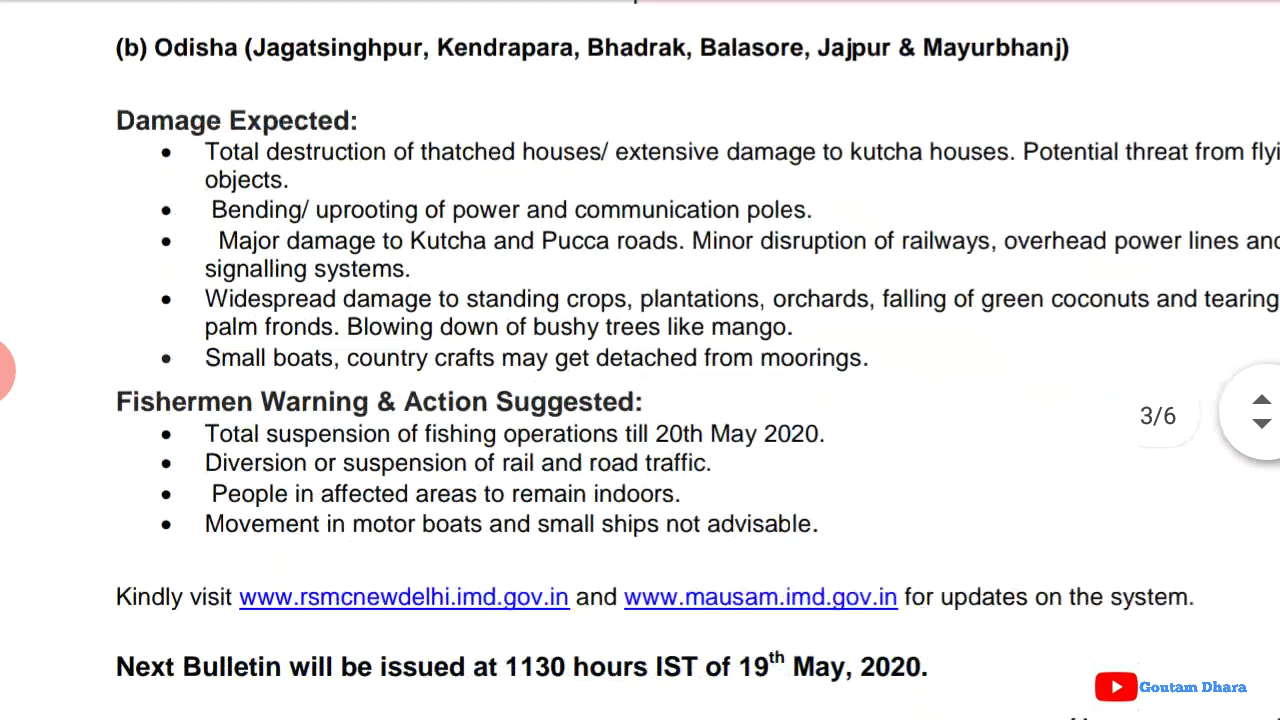 (b) Odisha (Jagatsinghpur, Kendrapara, Bhadrak, Balasore, Jajpur & Mayurbhanj)
Damage Expected:
• Total destruction of thatched houses/ extensive damage to kutcha houses. Potential threat from flyi
objects.
• Bending/ uprooting of power and communication poles.
• Major damage to Kutcha and Pucca roads. Minor disruption of railways, overhead power lines and
signalling systems.
• Widespread damage to standing crops, plantations, orchards, falling of green coconuts and tearing
palm fronds. Blowing down of bushy trees like mango.
• Small boats, country crafts may get detached from moorings.
Fishermen Warning & Action Suggested:
• Total suspension of fishing operations till 20th May 2020.
3/6
• Diversion or suspension of rail and road traffic.
• People in affected areas to remain indoors.
• Movement in motor boats and small ships not advisable.
Kindly visit www.rsmcnewdelhi.imd.gov.in and www.mausam.imd.gov.in for updates on the system.
Next Bulletin will be issued at 1130 hours IST of 19th May, 2020.
Goutam Dhara